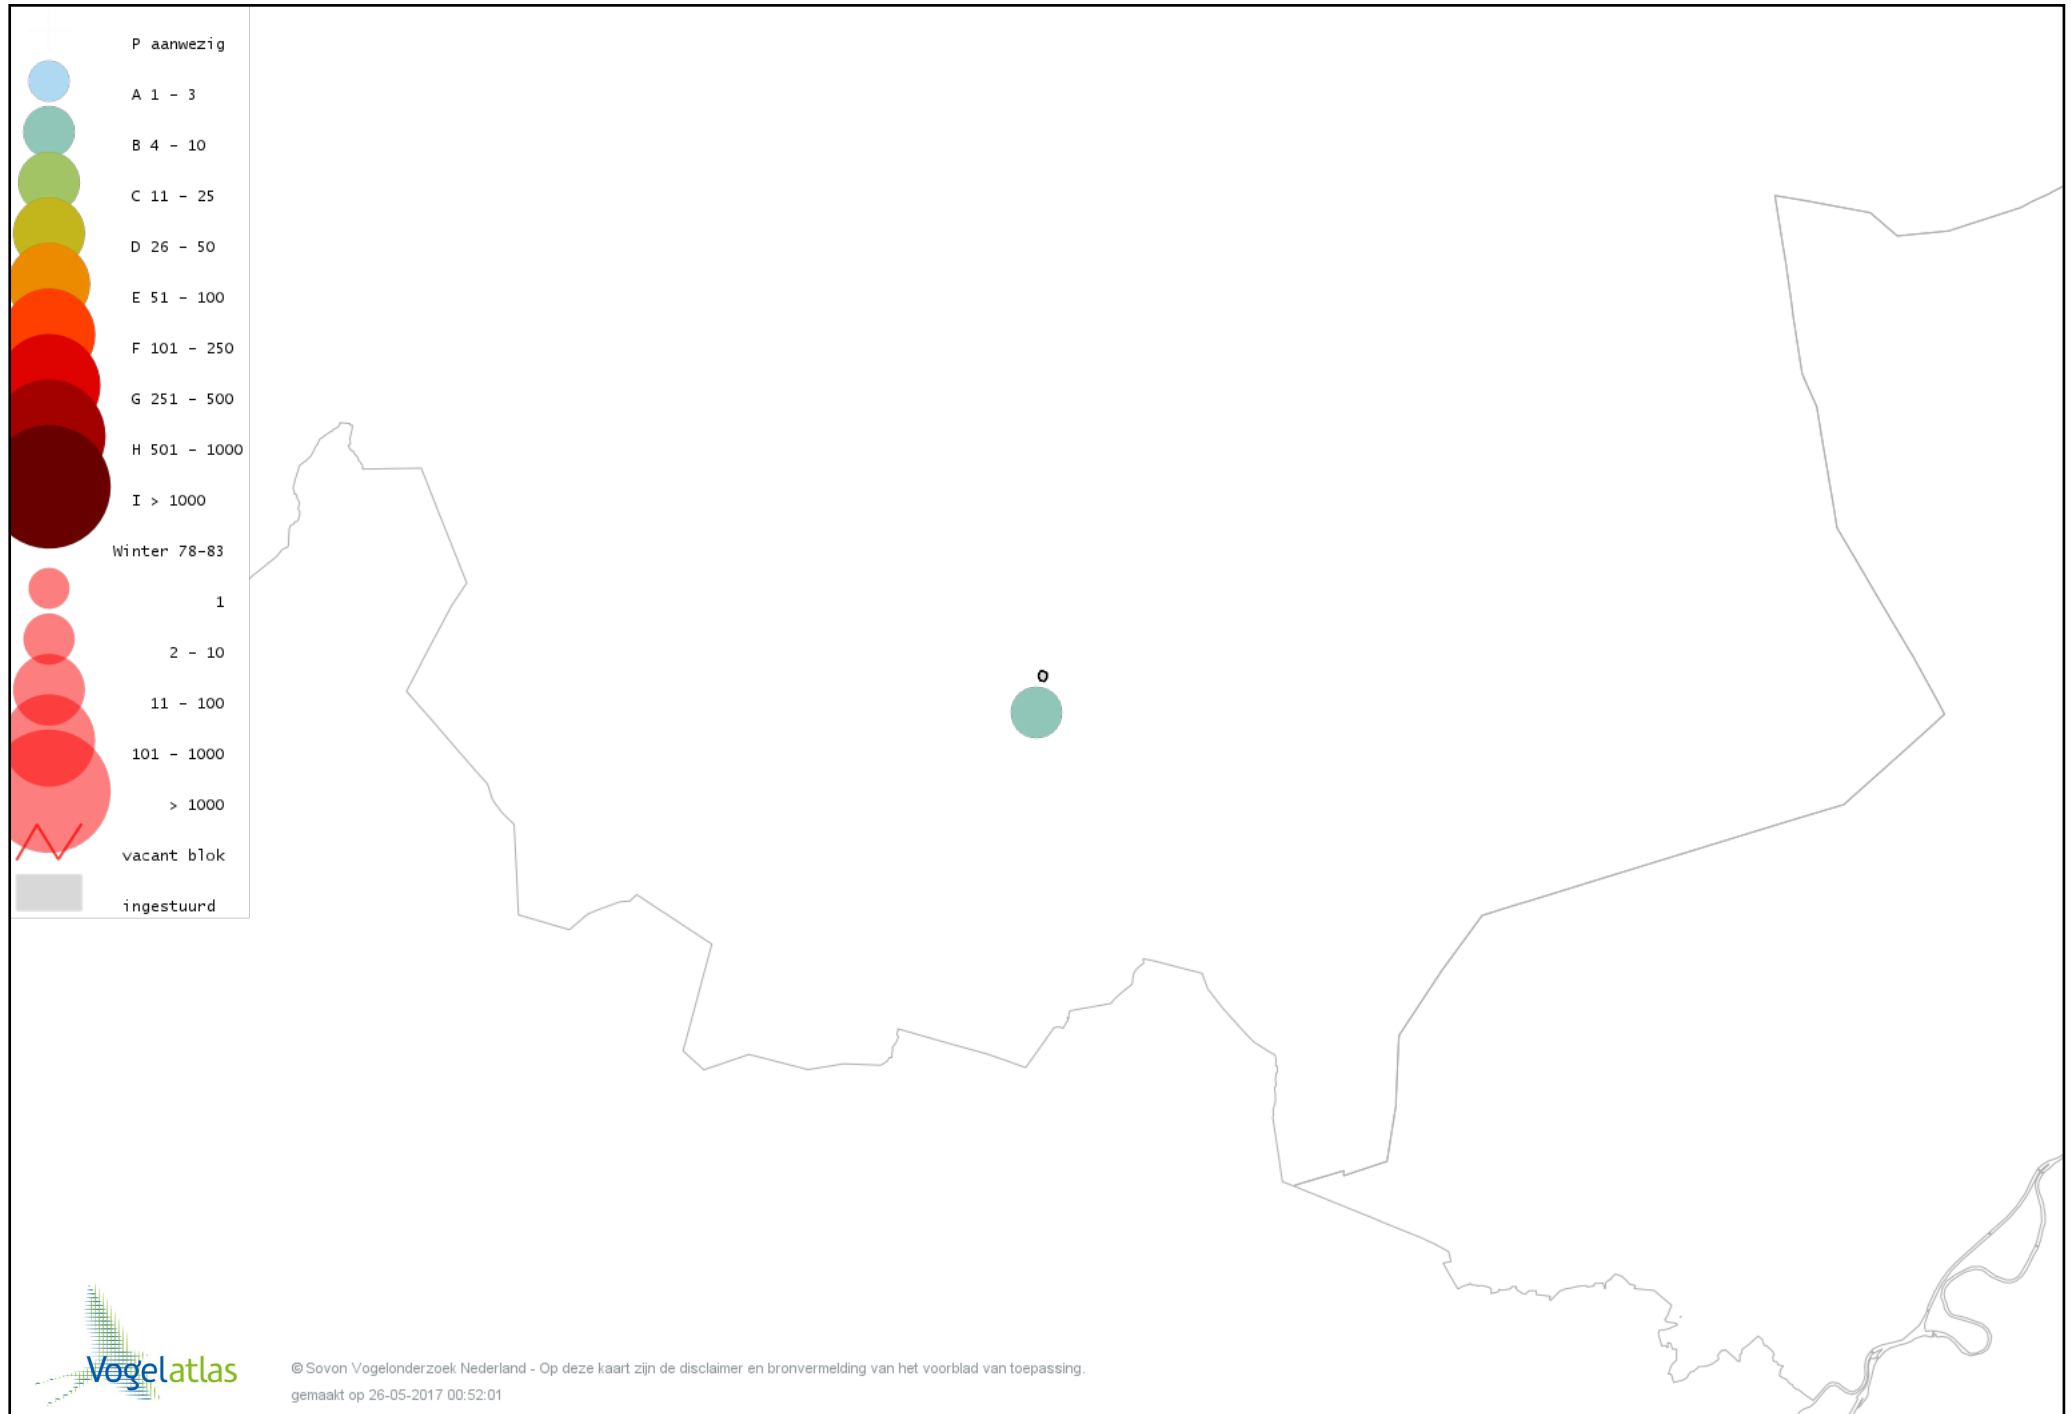 P aanwezig
A 1 - 3
B 4 - 10
C 11 - 25
D 26 - 50
E 51 - 100
F 101 - 250
G 251 - 500
H 501 - 1000
I > 1000
Winter 78-83
1
2 - 10
11 - 100
101 - 1000
> 1000
vacant blok
ingestuurd
0
Vogelatlas
© Sovon Vogelonderzoek Nederland - Op deze kaart zijn de disclaimer en bronvermelding van het voorblad van toepassing.
gemaakt op 26-05-2017 00:52:01